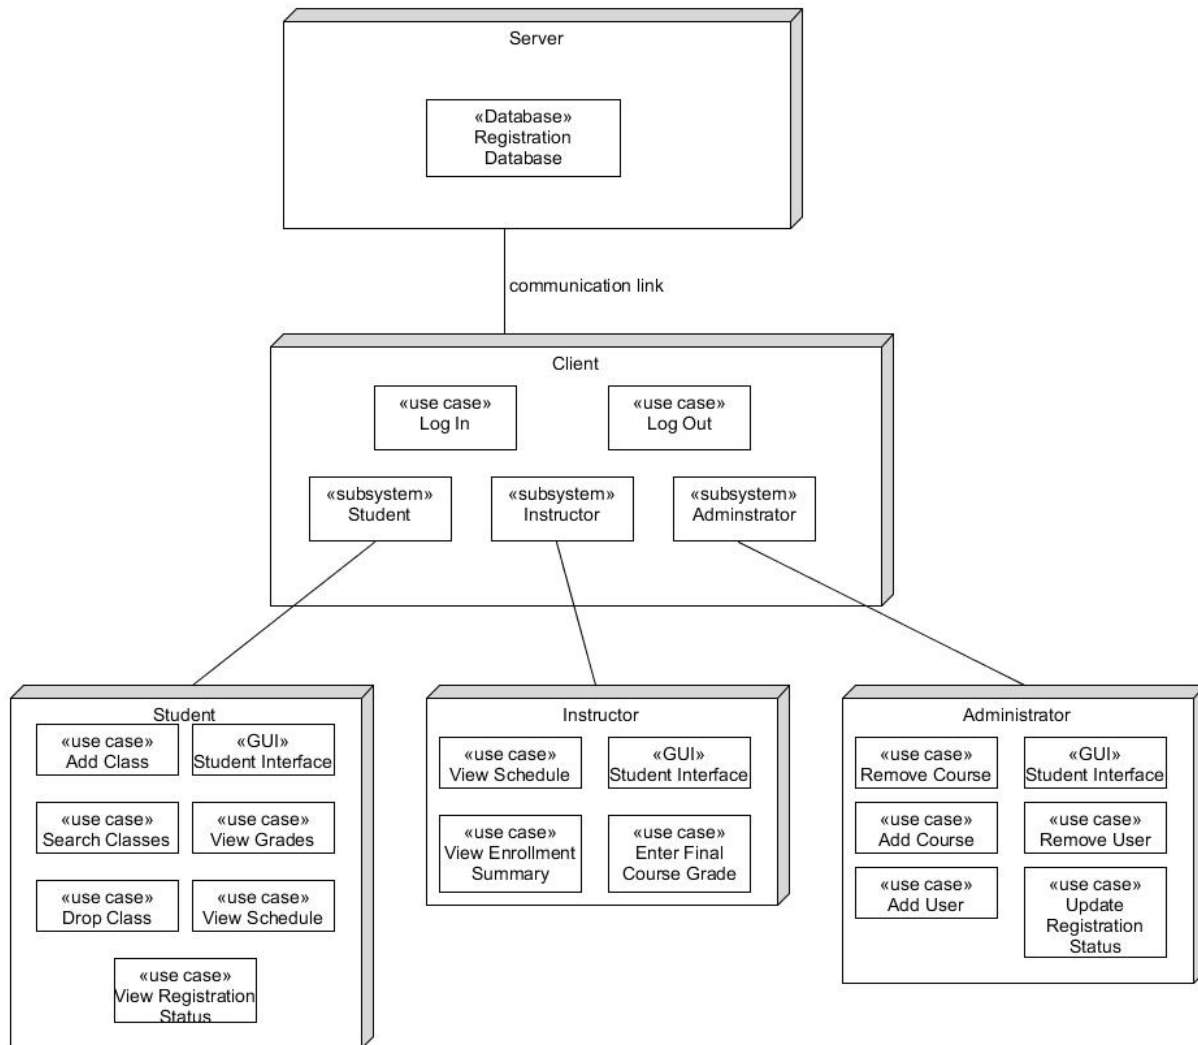 Server
«Database»
Registration
Database
communication link
Client
«use case»
Log In
«use case»
Log Out
«subsystem»
Student
«subsystem»
Instructor
«subsystem»
Adminstrator
Student
«use case»
Add Class
«GUI»
Student Interface
«use case»
Search Classes
«use case»
View Grades
«use case»
Drop Class
«use case»
View Schedule
«use case»
View Registration
Status
Instructor
«use case»
View Schedule
«GUI»
Student Interface
«use case»
View Enrollment
Summary
«use case»
Enter Final
Course Grade
Administrator
«use case»
Remove Course
«GUI»
Student Interface
«use case»
Add Course
«use case»
Remove User
«use case»
Add User
«use case»
Update
Registration
Status